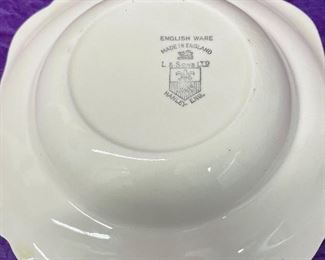 ENGLISH WARE
MADE IN ENGLAND
L & SONS LTD
HANLEY, ENG.